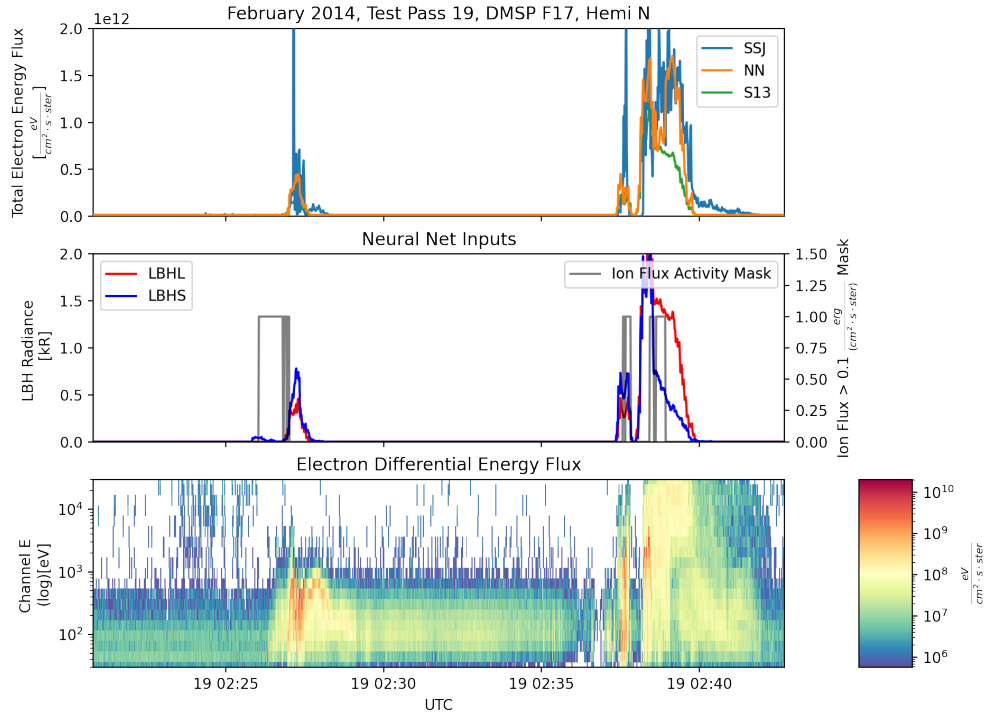 February 2014, Test Pass 19, DMSP F17, Hemi N
1e12
Total Electron Energy Flux
[eV / cm² · s · ster]
2.0
1.5
1.0
0.5
0.0
SSJ
NN
S13
Neural Net Inputs
LBH Radiance
[kR]
2.0
1.5
1.0
0.5
0.0
LBHL
LBHS
Ion Flux Activity Mask
1.50
1.25
1.00
0.75
0.50
0.25
0.00
Ion Flux > 0.1 erg / (cm² · s · ster) Mask
Electron Differential Energy Flux
Channel E
(log)[eV]
10⁴
10³
10²
19 02:25
19 02:30
19 02:35
19 02:40
UTC
10¹⁰
10⁹
10⁸
10⁷
10⁶
eV / cm² · s · ster